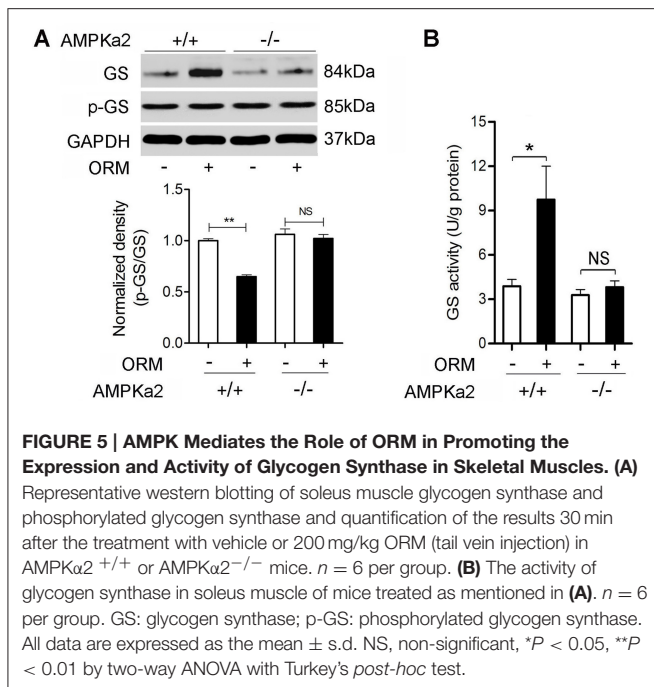 A
B
AMPKa2 +/+ -/-
GS 84kDa
p-GS 85kDa
GAPDH 37kDa
ORM - + - +
Normalized density (p-GS/GS)
1.5
1.0
0.5
0.0
** NS
ORM - + - +
AMPKa2 +/+ -/-
GS activity (U/g protein)
15
12
9
6
3
0
* NS
ORM - + - +
AMPKa2 +/+ -/-
FIGURE 5 | AMPK Mediates the Role of ORM in Promoting the
Expression and Activity of Glycogen Synthase in Skeletal Muscles. (A)
Representative western blotting of soleus muscle glycogen synthase and
phosphorylated glycogen synthase and quantification of the results 30 min
after the treatment with vehicle or 200 mg/kg ORM (tail vein injection) in
AMPKα2 +/+ or AMPKα2−/− mice. n = 6 per group. (B) The activity of
glycogen synthase in soleus muscle of mice treated as mentioned in (A). n = 6
per group. GS: glycogen synthase; p-GS: phosphorylated glycogen synthase.
All data are expressed as the mean ± s.d. NS, non-significant, *P < 0.05, **P
< 0.01 by two-way ANOVA with Turkey's post-hoc test.